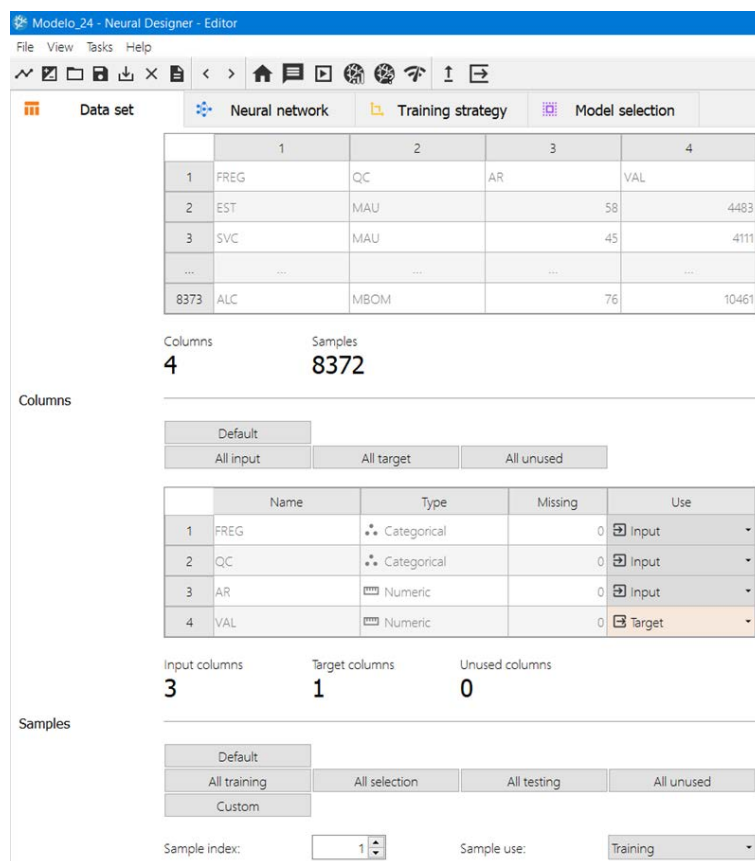 Modelo_24 - Neural Designer - Editor
File View Tasks Help
Data set Neural network Training strategy Model selection
1 2 3 4
1 FREG QC AR VAL
2 EST MAU 58 4483
3 SVC MAU 45 4111
... ... ... ... ...
8373 ALC MBOM 76 10461
Columns Samples
4 8372
Columns
Default
All input All target All unused
Name Type Missing Use
1 FREG Categorical 0 Input
2 QC Categorical 0 Input
3 AR Numeric 0 Input
4 VAL Numeric 0 Target
Input columns Target columns Unused columns
3 1 0
Samples
Default
All training All selection All testing All unused
Custom
Sample index: 1 Sample use: Training